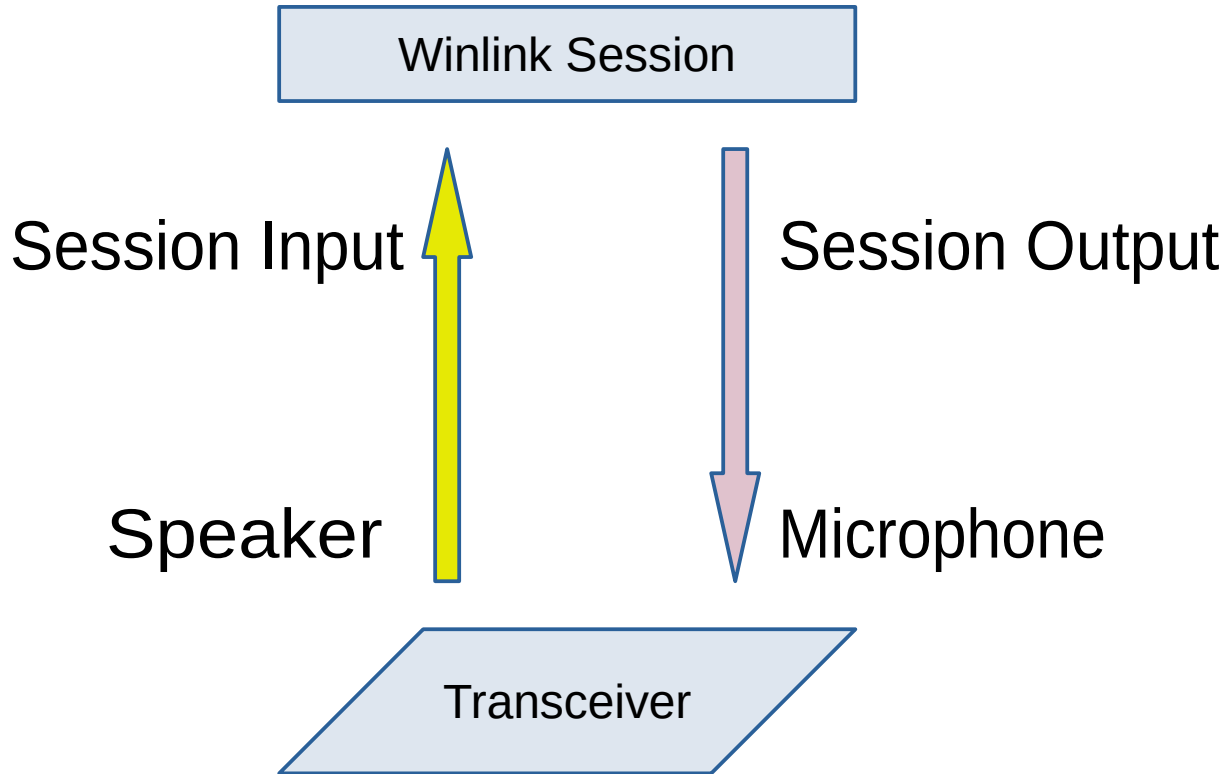 Winlink Session
Session Input
Session Output
Speaker
Microphone
Transceiver